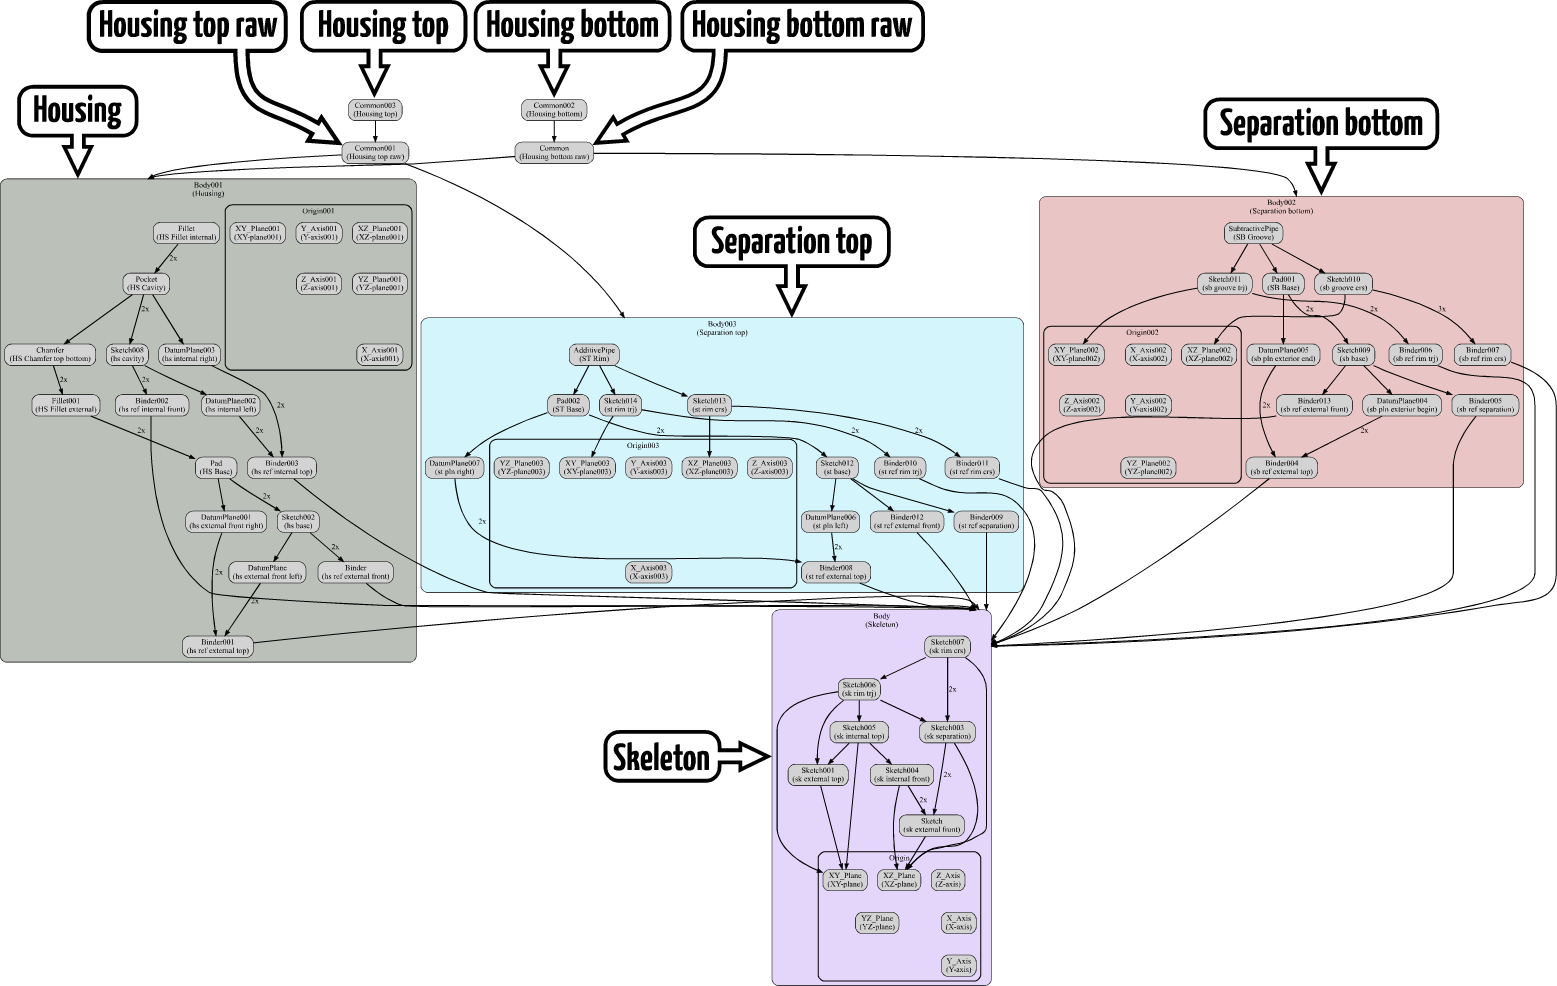 Housing top raw
Housing top
Housing bottom
Housing bottom raw
Housing
Separation bottom
Separation top
Skeleton
Common003
(Housing top)
Common002
(Housing bottom)
Common001
(Housing top raw)
Common
(Housing bottom raw)
Body001
(Housing)
Fillet
(HS Fillet internal)
2x
Pocket
(HS Cavity)
2x
Chamfer
(HS Chamfer top bottom)
Sketch008
(hs cavity)
DatumPlane003
(hs internal right)
2x
2x
Fillet001
(HS Fillet external)
Binder002
(hs ref internal front)
DatumPlane002
(hs internal left)
2x
2x
2x
Pad
(HS Base)
Binder003
(hs ref internal top)
2x
DatumPlane001
(hs external front right)
Sketch002
(hs base)
2x
2x
DatumPlane
(hs external front left)
Binder
(hs ref external front)
2x
Binder001
(hs ref external top)
Origin001
XY_Plane001
(XY-plane001)
Y_Axis001
(Y-axis001)
XZ_Plane001
(XZ-plane001)
Z_Axis001
(Z-axis001)
YZ_Plane001
(YZ-plane001)
X_Axis001
(X-axis001)
Body003
(Separation top)
AdditivePipe
(ST Rim)
Pad002
(ST Base)
Sketch014
(st rim trj)
Sketch013
(st rim crs)
2x
2x
2x
DatumPlane007
(st pln right)
Origin003
YZ_Plane003
(YZ-plane003)
XY_Plane003
(XY-plane003)
Y_Axis003
(Y-axis003)
XZ_Plane003
(XZ-plane003)
Z_Axis003
(Z-axis003)
X_Axis003
(X-axis003)
Sketch012
(st base)
Binder010
(st ref rim trj)
Binder011
(st ref rim crs)
2x
DatumPlane006
(st pln left)
Binder012
(st ref external front)
Binder009
(st ref separation)
2x
Binder008
(st ref external top)
Body002
(Separation bottom)
SubtractivePipe
(SB Groove)
Sketch011
(sb groove trj)
Pad001
(SB Base)
Sketch010
(sb groove crs)
2x
2x
3x
Origin002
XY_Plane002
(XY-plane002)
X_Axis002
(X-axis002)
XZ_Plane002
(XZ-plane002)
Z_Axis002
(Z-axis002)
Y_Axis002
(Y-axis002)
YZ_Plane002
(YZ-plane002)
DatumPlane005
(sb pln exterior end)
Sketch009
(sb base)
Binder006
(sb ref rim trj)
Binder007
(sb ref rim crs)
2x
Binder013
(sb ref external front)
DatumPlane004
(sb pln exterior begin)
Binder005
(sb ref separation)
2x
Binder004
(sb ref external top)
Body
(Skeleton)
Sketch007
(sk rim crs)
Sketch006
(sk rim trj)
2x
Sketch005
(sk internal top)
Sketch003
(sk separation)
Sketch001
(sk external top)
Sketch004
(sk internal front)
2x
2x
Sketch
(sk external front)
Origin
XY_Plane
(XY-plane)
XZ_Plane
(XZ-plane)
Z_Axis
(Z-axis)
YZ_Plane
(YZ-plane)
X_Axis
(X-axis)
Y_Axis
(Y-axis)